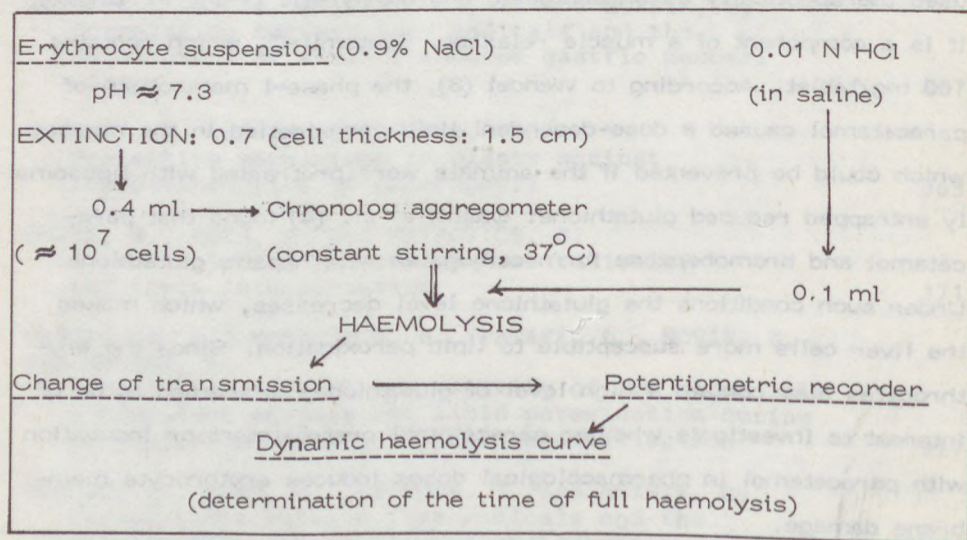 Erythrocyte suspension (0.9% NaCl)
0.01 N HCl
pH ≈ 7.3
(in saline)
EXTINCTION: 0.7 (cell thickness: 1.5 cm)
0.4 ml → Chronolog aggregometer
(≈ 10⁷ cells) (constant stirring, 37°C)
0.1 ml
HAEMOLYSIS
Change of transmission → Potentiometric recorder
Dynamic haemolysis curve
(determination of the time of full haemolysis)